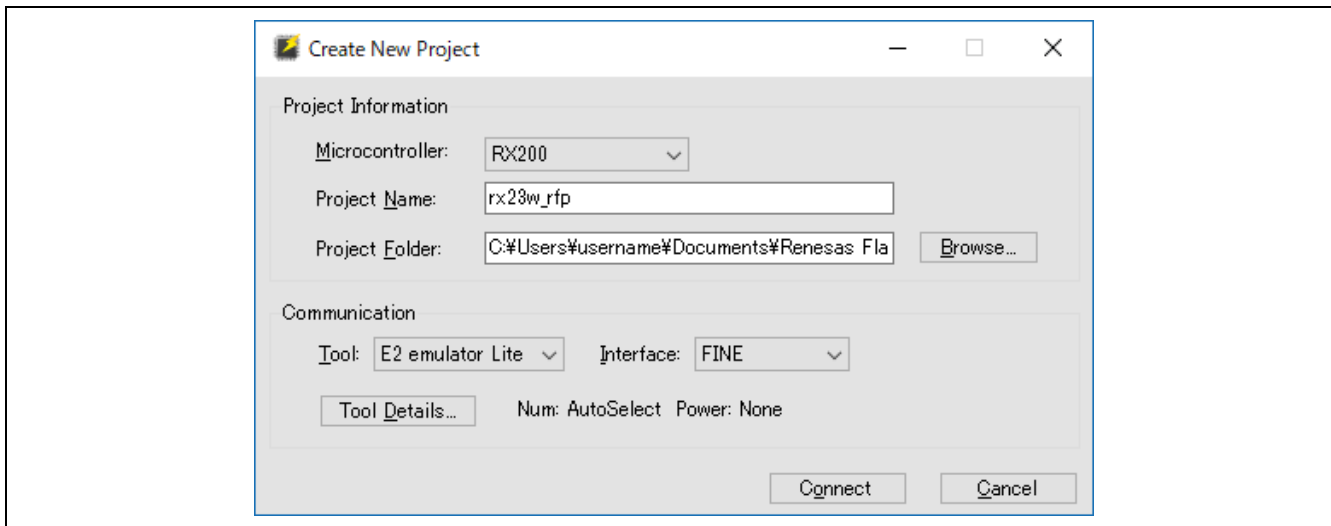 Create New Project
Project Information
Microcontroller: RX200
Project Name: rx23w_rfp
Project Folder: C:¥Users¥username¥Documents¥Renesas Fla Browse...
Communication
Tool: E2 emulator Lite Interface: FINE
Tool Details... Num: AutoSelect Power: None
Connect Cancel